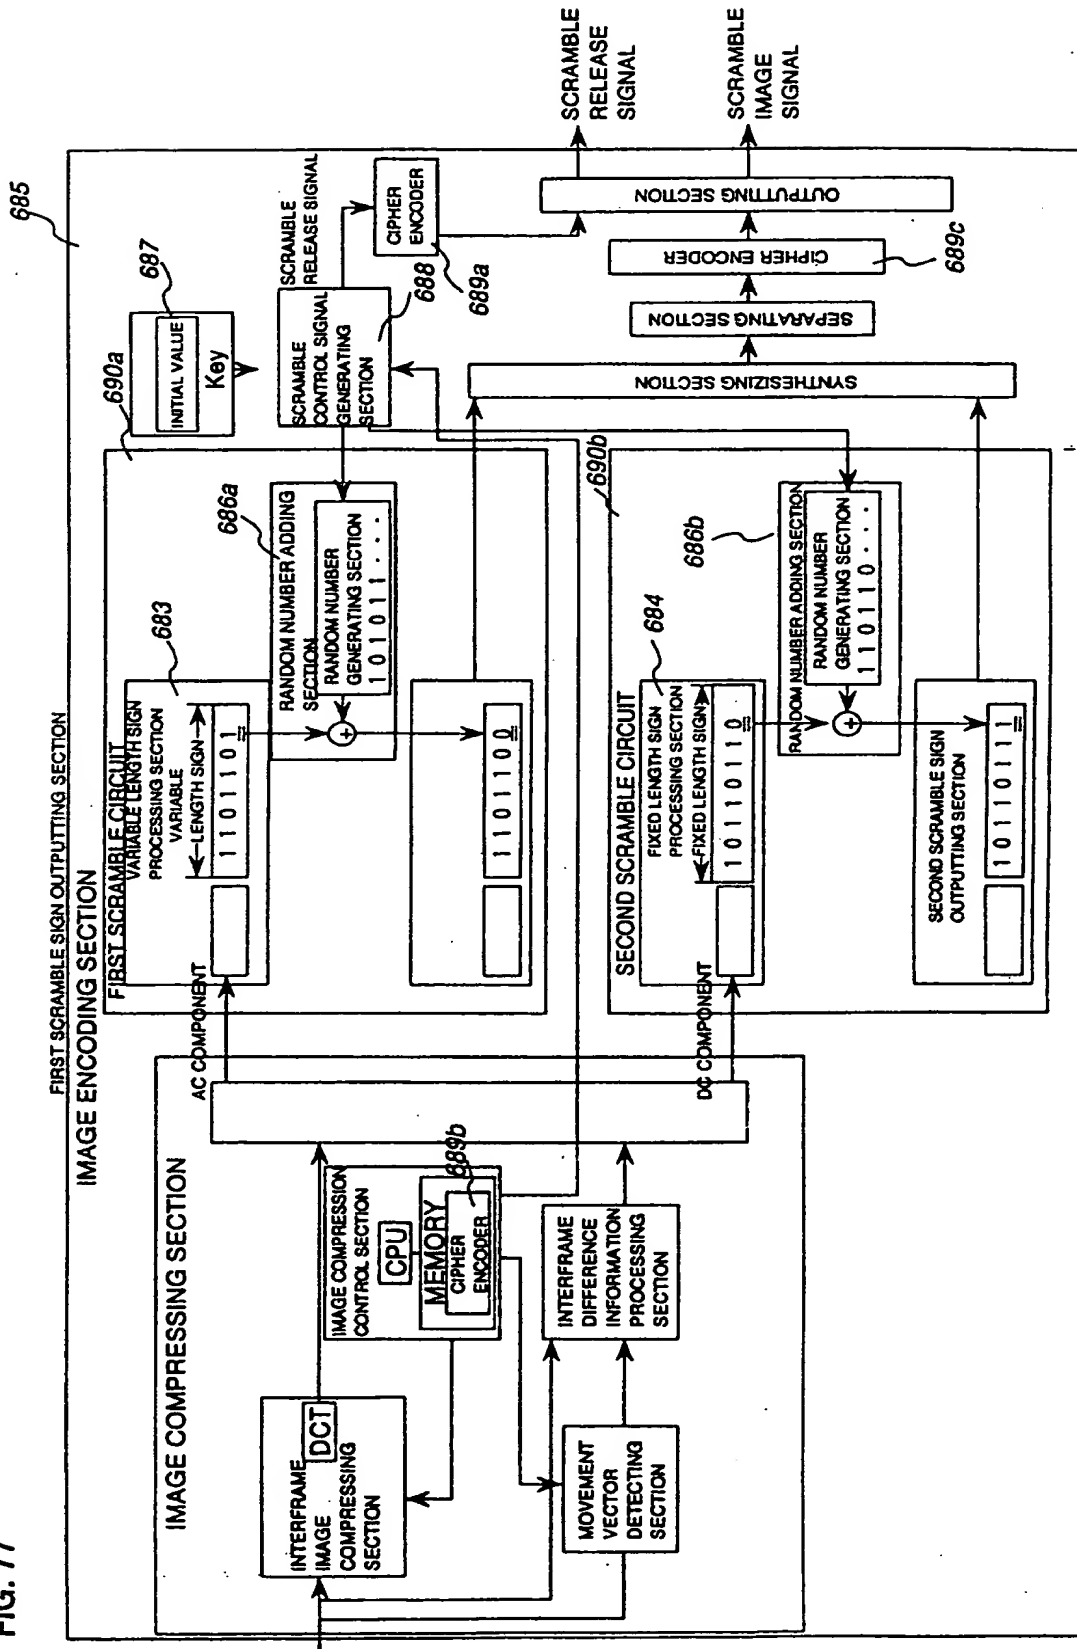 FIG. 77
FIRST SCRAMBLE SIGN OUTPUTTING SECTION
685
IMAGE ENCODING SECTION
IMAGE COMPRESSING SECTION
INTERFRAME
IMAGE
COMPRESSING
SECTION
DCT
IMAGE COMPRESSION
CONTROL SECTION
CPU
MEMORY
CIPHER
ENCODER
689b
MOVEMENT
VECTOR
DETECTING
SECTION
INTERFRAME
DIFFERENCE
INFORMATION
PROCESSING
SECTION
AC COMPONENT
DC COMPONENT
FIRST SCRAMBLE CIRCUIT
690a
VARIABLE LENGTH SIGN
PROCESSING SECTION
683
VARIABLE
LENGTH SIGN
1 1 0 1 1 0 1
686a
RANDOM NUMBER ADDING
SECTION
RANDOM NUMBER
GENERATING SECTION
1 0 1 0 1 1 . . .
+
1 1 0 1 1 0 0
INITIAL VALUE
687
Key
SCRAMBLE
CONTROL SIGNAL
GENERATING
SECTION
688
SCRAMBLE
RELEASE SIGNAL
CIPHER
ENCODER
689a
SECOND SCRAMBLE CIRCUIT
690b
FIXED LENGTH SIGN
PROCESSING SECTION
684
FIXED LENGTH SIGN
1 0 1 1 0 1 1 0
686b
RANDOM NUMBER ADDING SECTION
RANDOM NUMBER
GENERATING SECTION
1 1 0 1 1 0 . . .
+
SECOND SCRAMBLE SIGN
OUTPUTTING SECTION
1 0 1 1 0 1 1 1
SYNTHESIZING SECTION
SEPARATING SECTION
CIPHER ENCODER
689c
OUTPUTTING SECTION
SCRAMBLE
RELEASE
SIGNAL
SCRAMBLE
IMAGE
SIGNAL